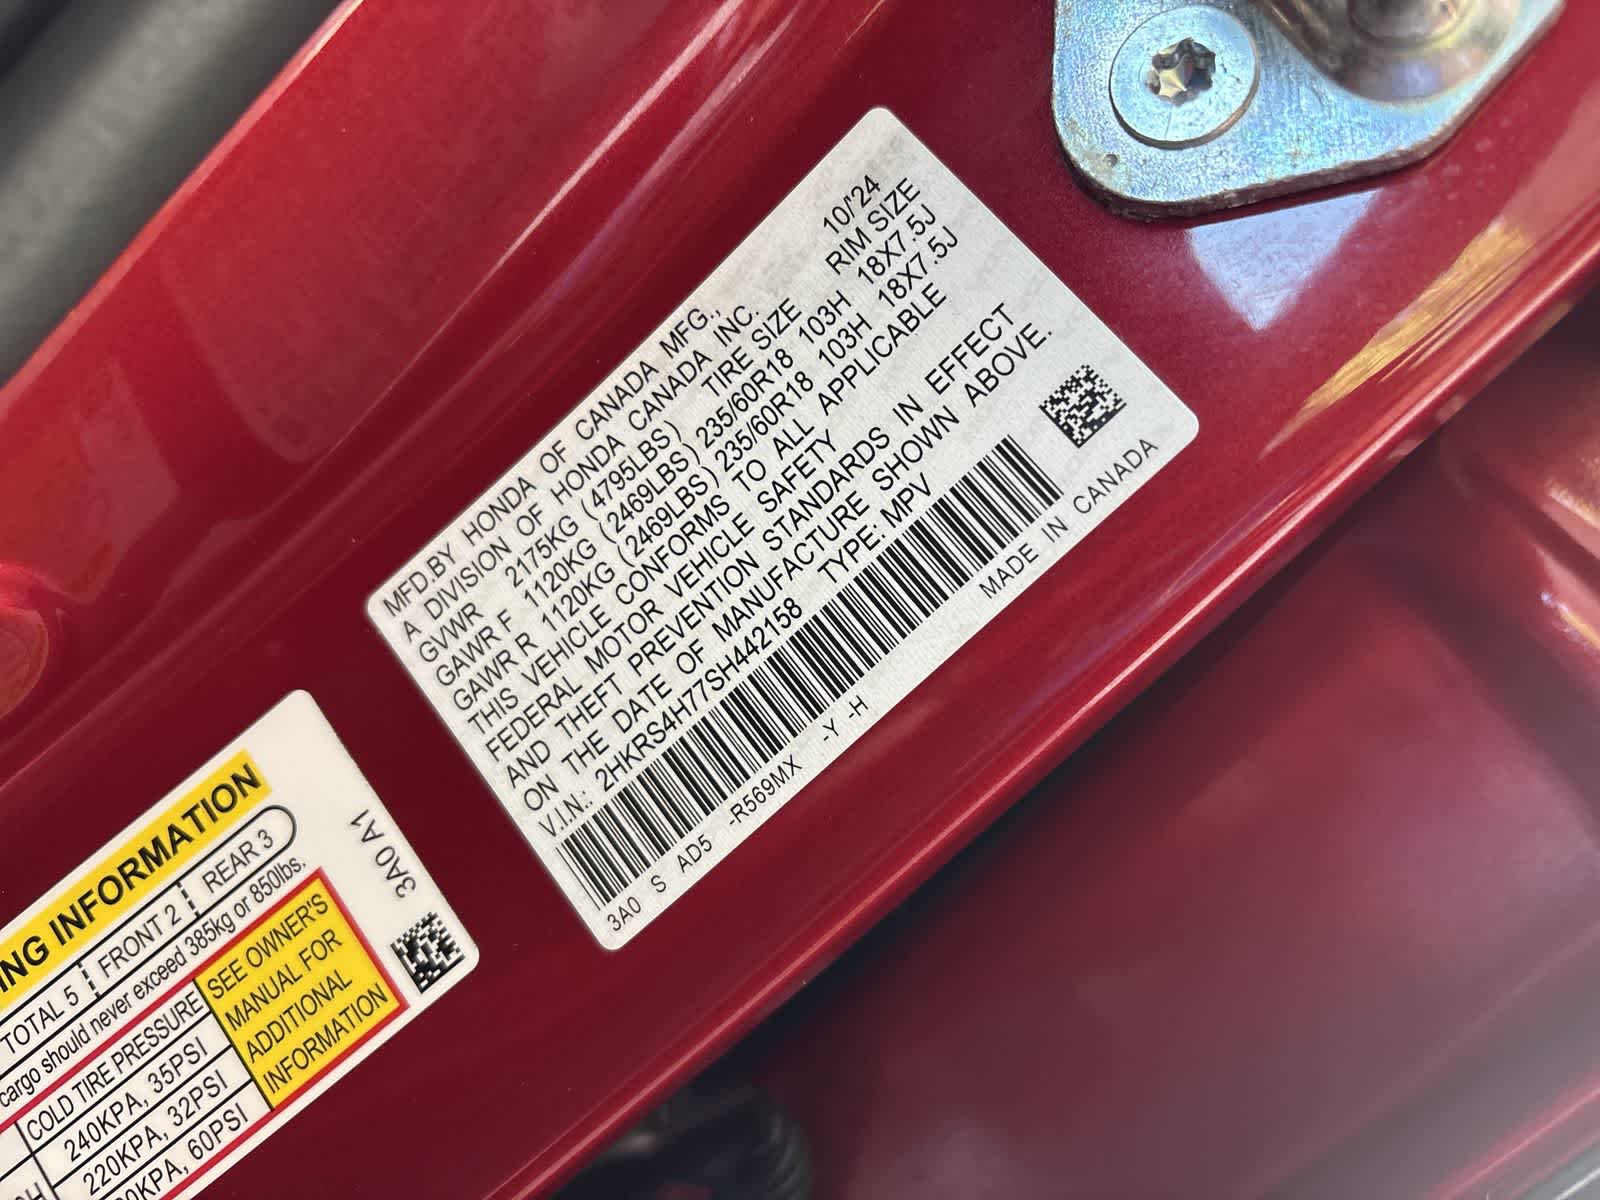 MFD.BY HONDA OF CANADA MFG.,
A DIVISION OF HONDA CANADA INC. 10/'24
GVWR 2175KG (4795LBS) TIRE SIZE RIM SIZE
GAWR F 1120KG (2469LBS) 235/60R18 103H 18X7.5J
GAWR R 1120KG (2469LBS) 235/60R18 103H 18X7.5J
THIS VEHICLE CONFORMS TO ALL APPLICABLE
FEDERAL MOTOR VEHICLE SAFETY
AND THEFT PREVENTION STANDARDS IN EFFECT
ON THE DATE OF MANUFACTURE SHOWN ABOVE.
V.I.N.: 2HKRS4H77SH442158 TYPE: MPV
3A0 S AD5 -R569MX -Y -H MADE IN CANADA
ING INFORMATION
TOTAL 5 FRONT 2 REAR 3
cargo should never exceed 385kg or 850lbs.
COLD TIRE PRESSURE
240KPA, 35PSI
220KPA, 32PSI
KPA, 60PSI
SEE OWNER'S
MANUAL FOR
ADDITIONAL
INFORMATION
3A0 A1